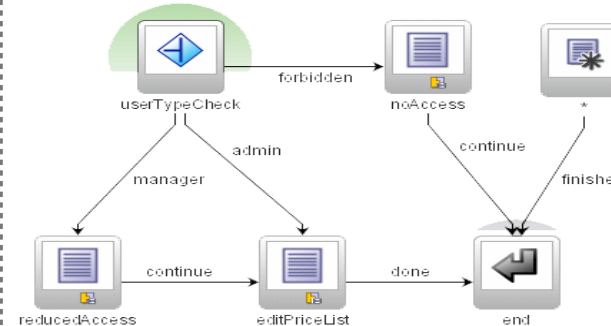 forbidden
userTypeCheck
noAccess
*
admin
continue
manager
finishe
continue
done
reducedAccess
editPriceList
end